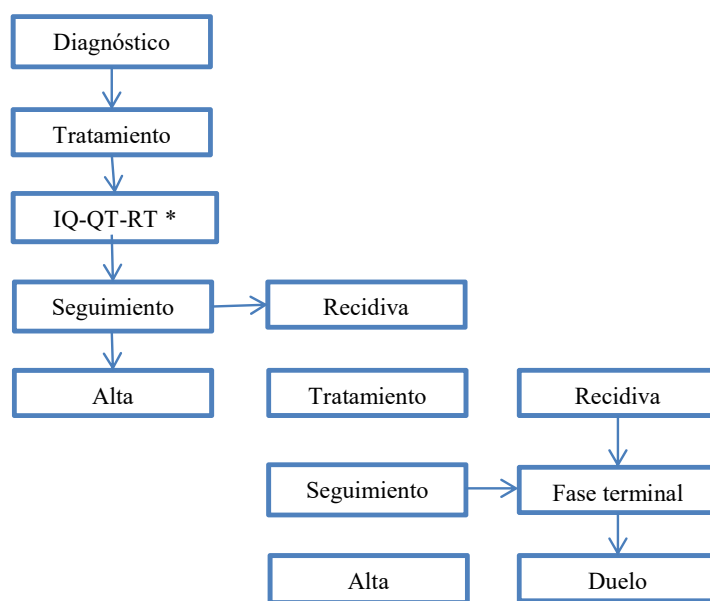 Diagnóstico
Tratamiento
IQ-QT-RT *
Seguimiento
Recidiva
Alta
Tratamiento
Recidiva
Seguimiento
Fase terminal
Alta
Duelo